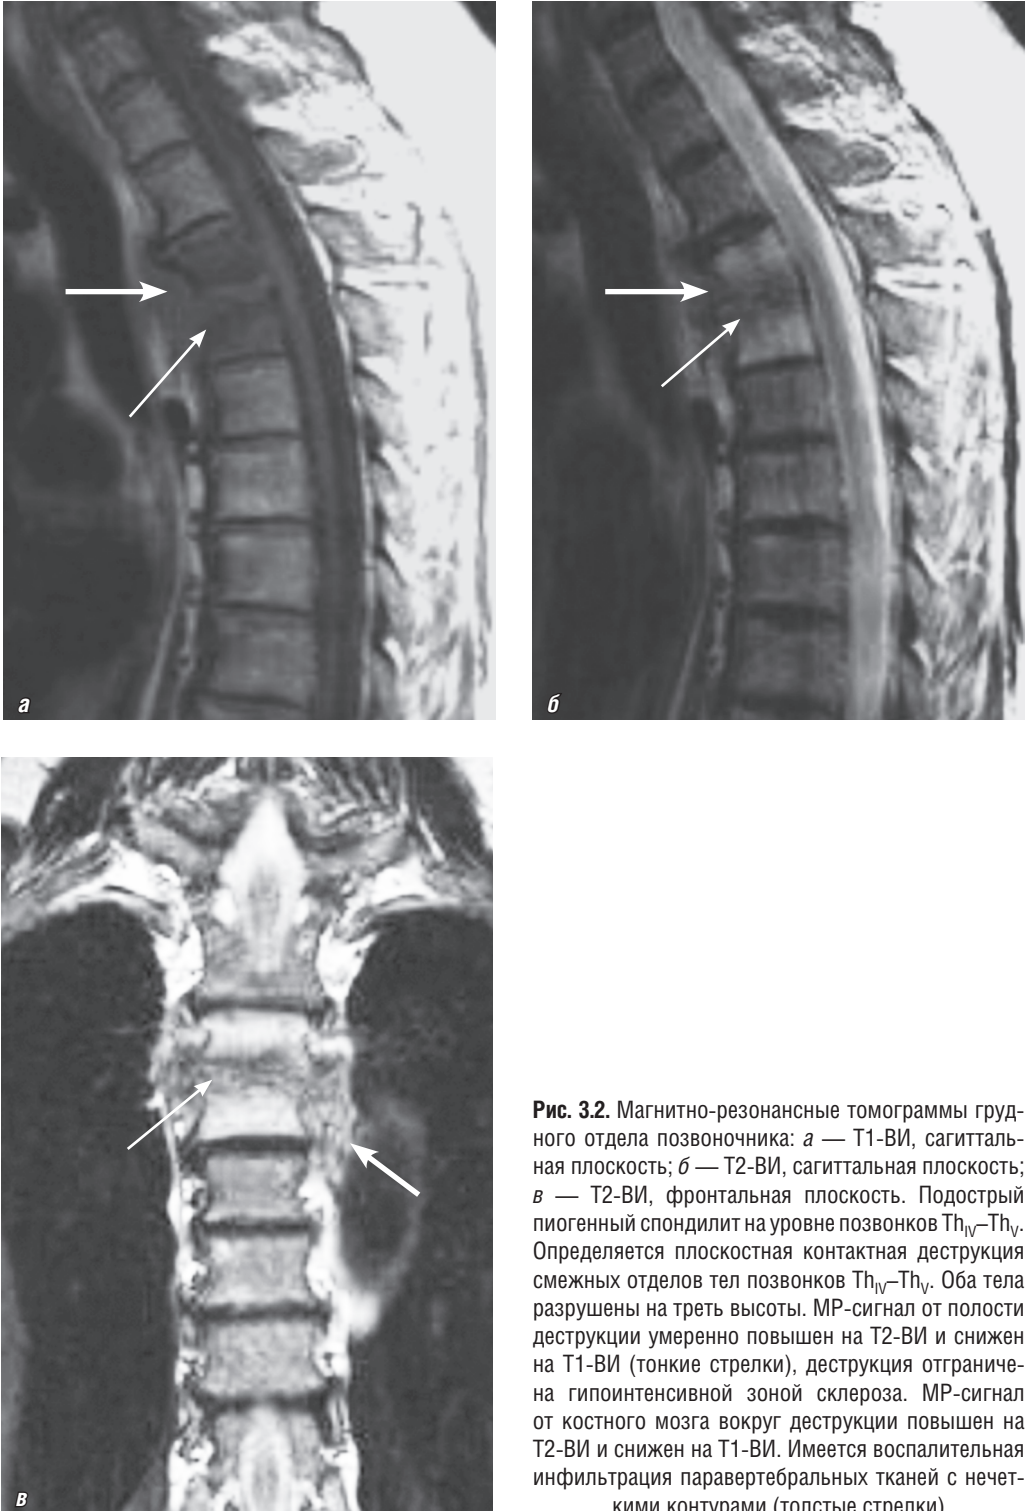 а
б
в
Рис. 3.2. Магнитно-резонансные томограммы груд-
ного отдела позвоночника: а — Т1-ВИ, сагитталь-
ная плоскость; б — Т2-ВИ, сагиттальная плоскость;
в — Т2-ВИ, фронтальная плоскость. Подострый
пиогенный спондилит на уровне позвонков ThIV–ThV.
Определяется плоскостная контактная деструкция
смежных отделов тел позвонков ThIV–ThV. Оба тела
разрушены на треть высоты. МР-сигнал от полости
деструкции умеренно повышен на Т2-ВИ и снижен
на Т1-ВИ (тонкие стрелки), деструкция отграниче-
на гипоинтенсивной зоной склероза. МР-сигнал
от костного мозга вокруг деструкции повышен на
Т2-ВИ и снижен на Т1-ВИ. Имеется воспалительная
инфильтрация паравертебральных тканей с нечет-
кими контурами (толстые стрелки)